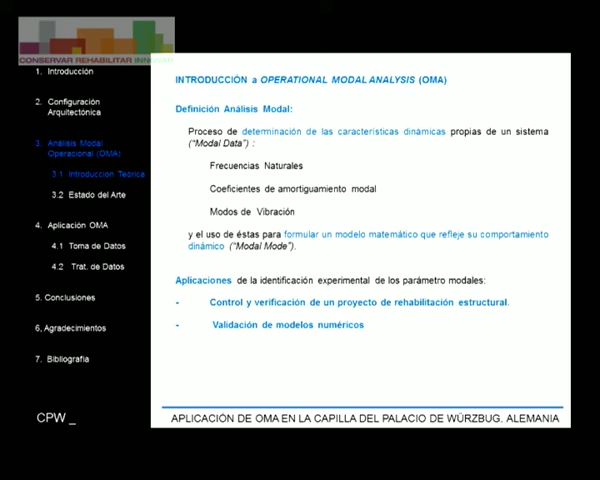 CONSERVAR REHABILITAR INNOVAR
1. Introducción
2. Configuración
Arquitectónica
3. Análisis Modal
Operacional (OMA)
3.1 Introducción Teórica
3.2 Estado del Arte
4. Aplicación OMA
4.1 Toma de Datos
4.2 Trat. de Datos
5. Conclusiones
6, Agradecimientos
7. Bibliografía
CPW _
INTRODUCCIÓN a OPERATIONAL MODAL ANALYSIS (OMA)
Definición Análisis Modal:
Proceso de determinación de las características dinámicas propias de un sistema
("Modal Data") :
Frecuencias Naturales
Coeficientes de amortiguamiento modal
Modos de Vibración
y el uso de éstas para formular un modelo matemático que refleje su comportamiento
dinámico ("Modal Mode").
Aplicaciones de la identificación experimental de los parámetro modales:
- Control y verificación de un proyecto de rehabilitación estructural.
- Validación de modelos numéricos
APLICACIÓN DE OMA EN LA CAPILLA DEL PALACIO DE WÜRZBUG. ALEMANIA